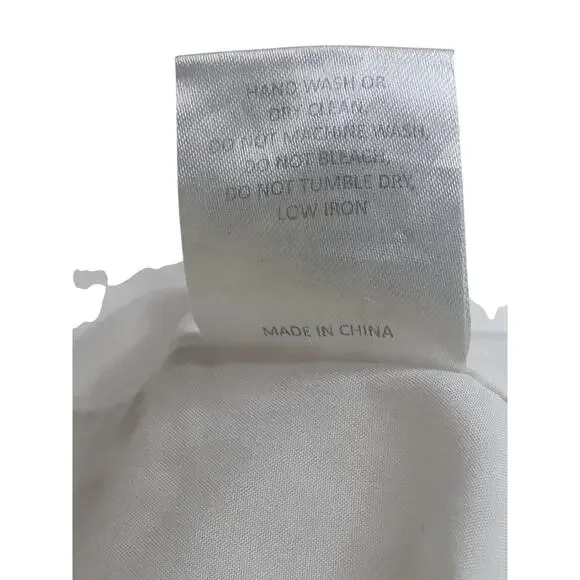 HAND WASH OR
DRY CLEAN,
DO NOT MACHINE WASH,
DO NOT BLEACH,
DO NOT TUMBLE DRY,
LOW IRON
MADE IN CHINA